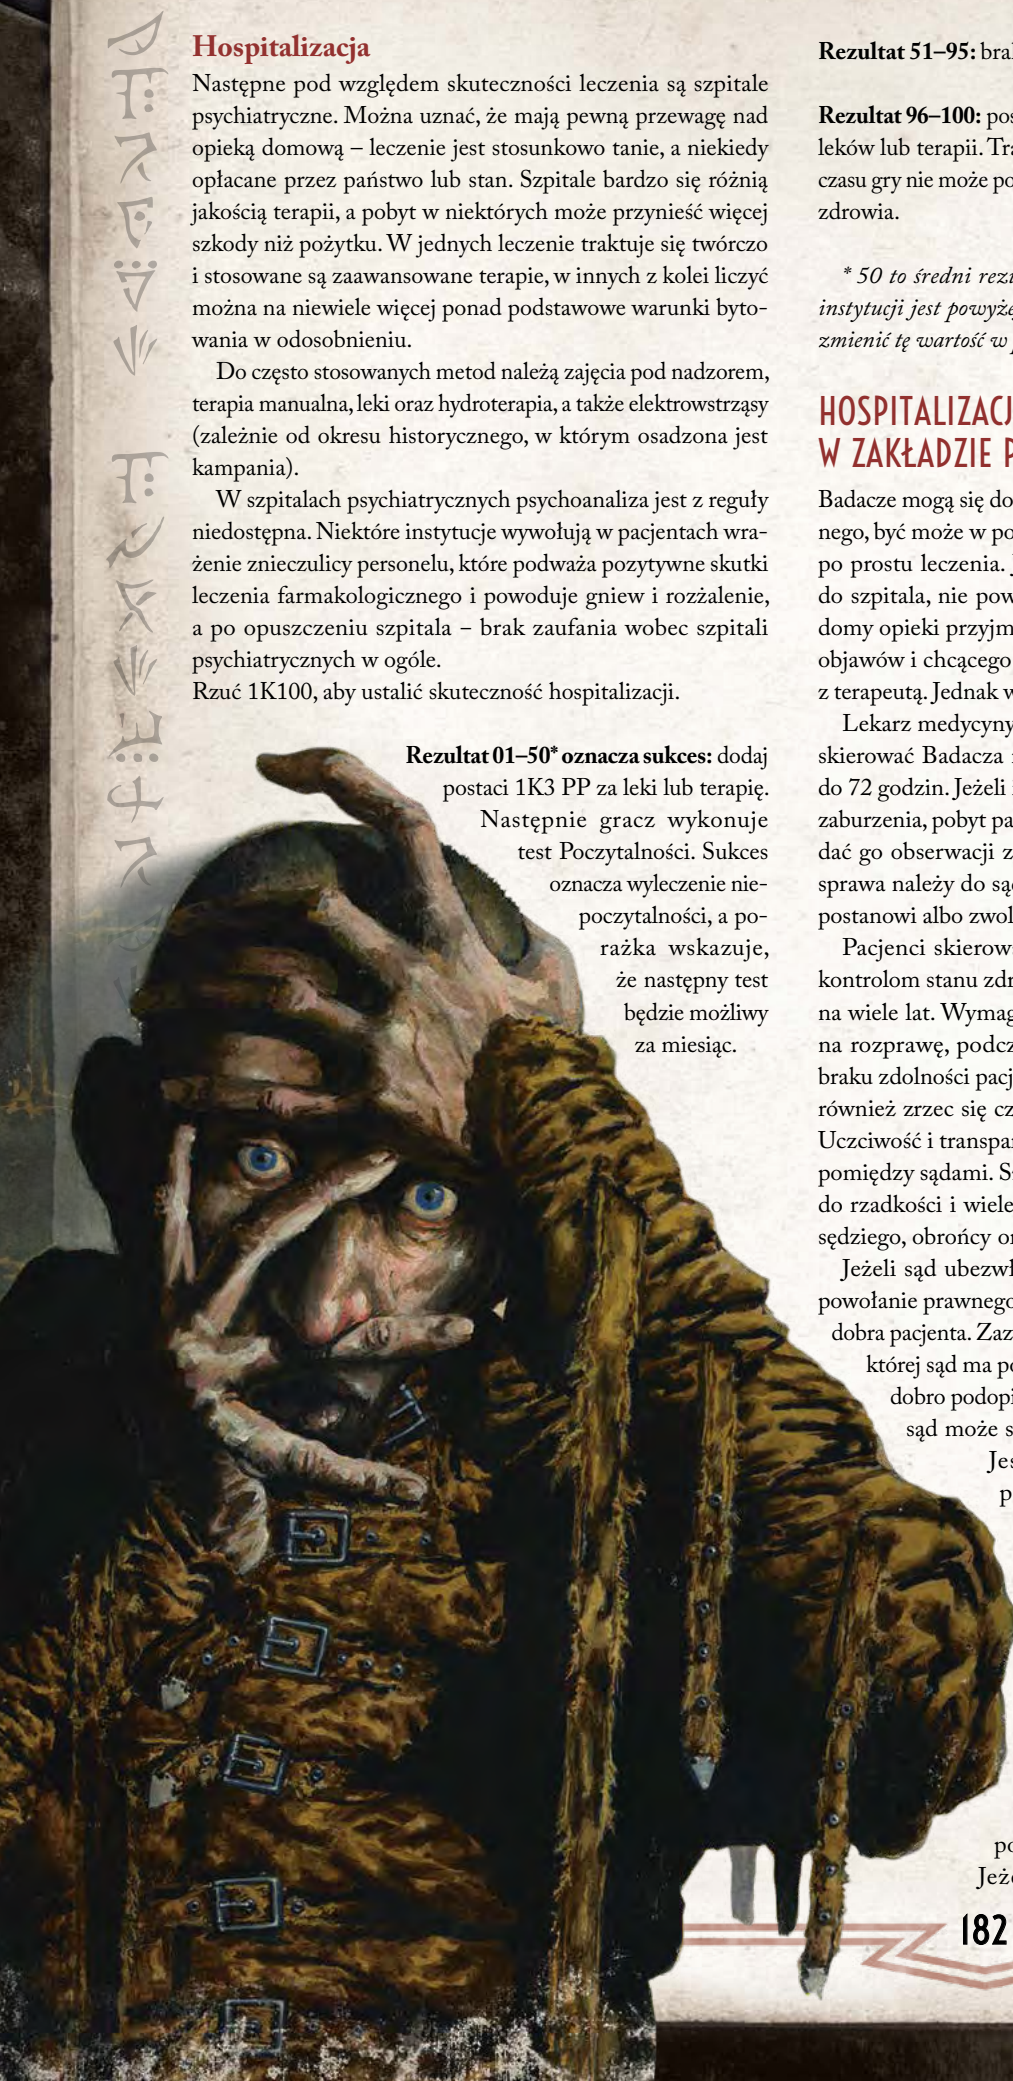 Hospitalizacja
Następne pod względem skuteczności leczenia są szpitale
psychiatryczne. Można uznać, że mają pewną przewagę nad
opieką domową – leczenie jest stosunkowo tanie, a niekiedy
opłacane przez państwo lub stan. Szpitale bardzo się różnią
jakością terapii, a pobyt w niektórych może przynieść więcej
szkody niż pożytku. W jednych leczenie traktuje się twórczo
i stosowane są zaawansowane terapie, w innych z kolei liczyć
można na niewiele więcej ponad podstawowe warunki byto-
wania w odosobnieniu.
Do często stosowanych metod należą zajęcia pod nadzorem,
terapia manualna, leki oraz hydroterapia, a także elektrowstrząsy
(zależnie od okresu historycznego, w którym osadzona jest
kampania).
W szpitalach psychiatrycznych psychoanaliza jest z reguły
niedostępna. Niektóre instytucje wywołują w pacjentach wra-
żenie znieczulicy personelu, które podważa pozytywne skutki
leczenia farmakologicznego i powoduje gniew i rozżalenie,
a po opuszczeniu szpitala – brak zaufania wobec szpitali
psychiatrycznych w ogóle.
Rzuć 1K100, aby ustalić skuteczność hospitalizacji.
Rezultat 01–50* oznacza sukces: dodaj
postaci 1K3 PP za leki lub terapię.
Następnie gracz wykonuje
test Poczytalności. Sukces
oznacza wyleczenie nie-
poczytalności, a po-
rażka wskazuje,
że następny test
będzie możliwy
za miesiąc.
Rezultat 51–95:
Rezultat 96–100:
leków lub terapii.
czasu gry nie może
zdrowia.
* 50 to średni
instytucji jest
zmienić tę wartość w
W ZAKŁADZIE
Badacze mogą się
nego, być może w
po prostu leczenia.
do szpitala, nie
domy opieki
objawów i chcącego
z terapeutą. Jednak
Lekarz medycyny
skierować Badacza
do 72 godzin. Jeżeli
zaburzenia, pobyt
dać go obserwacji
sprawa należy do
postanowi albo
Pacjenci
kontrolom stanu
na wiele lat.
na rozprawę,
braku zdolności
również zrzec się
Uczciwość i
pomiędzy sądami.
do rzadkości i wiele
sędziego, obrońcy
Jeżeli sąd
powołanie
dobra pacjenta.
której sąd ma
dobro
sąd może
182